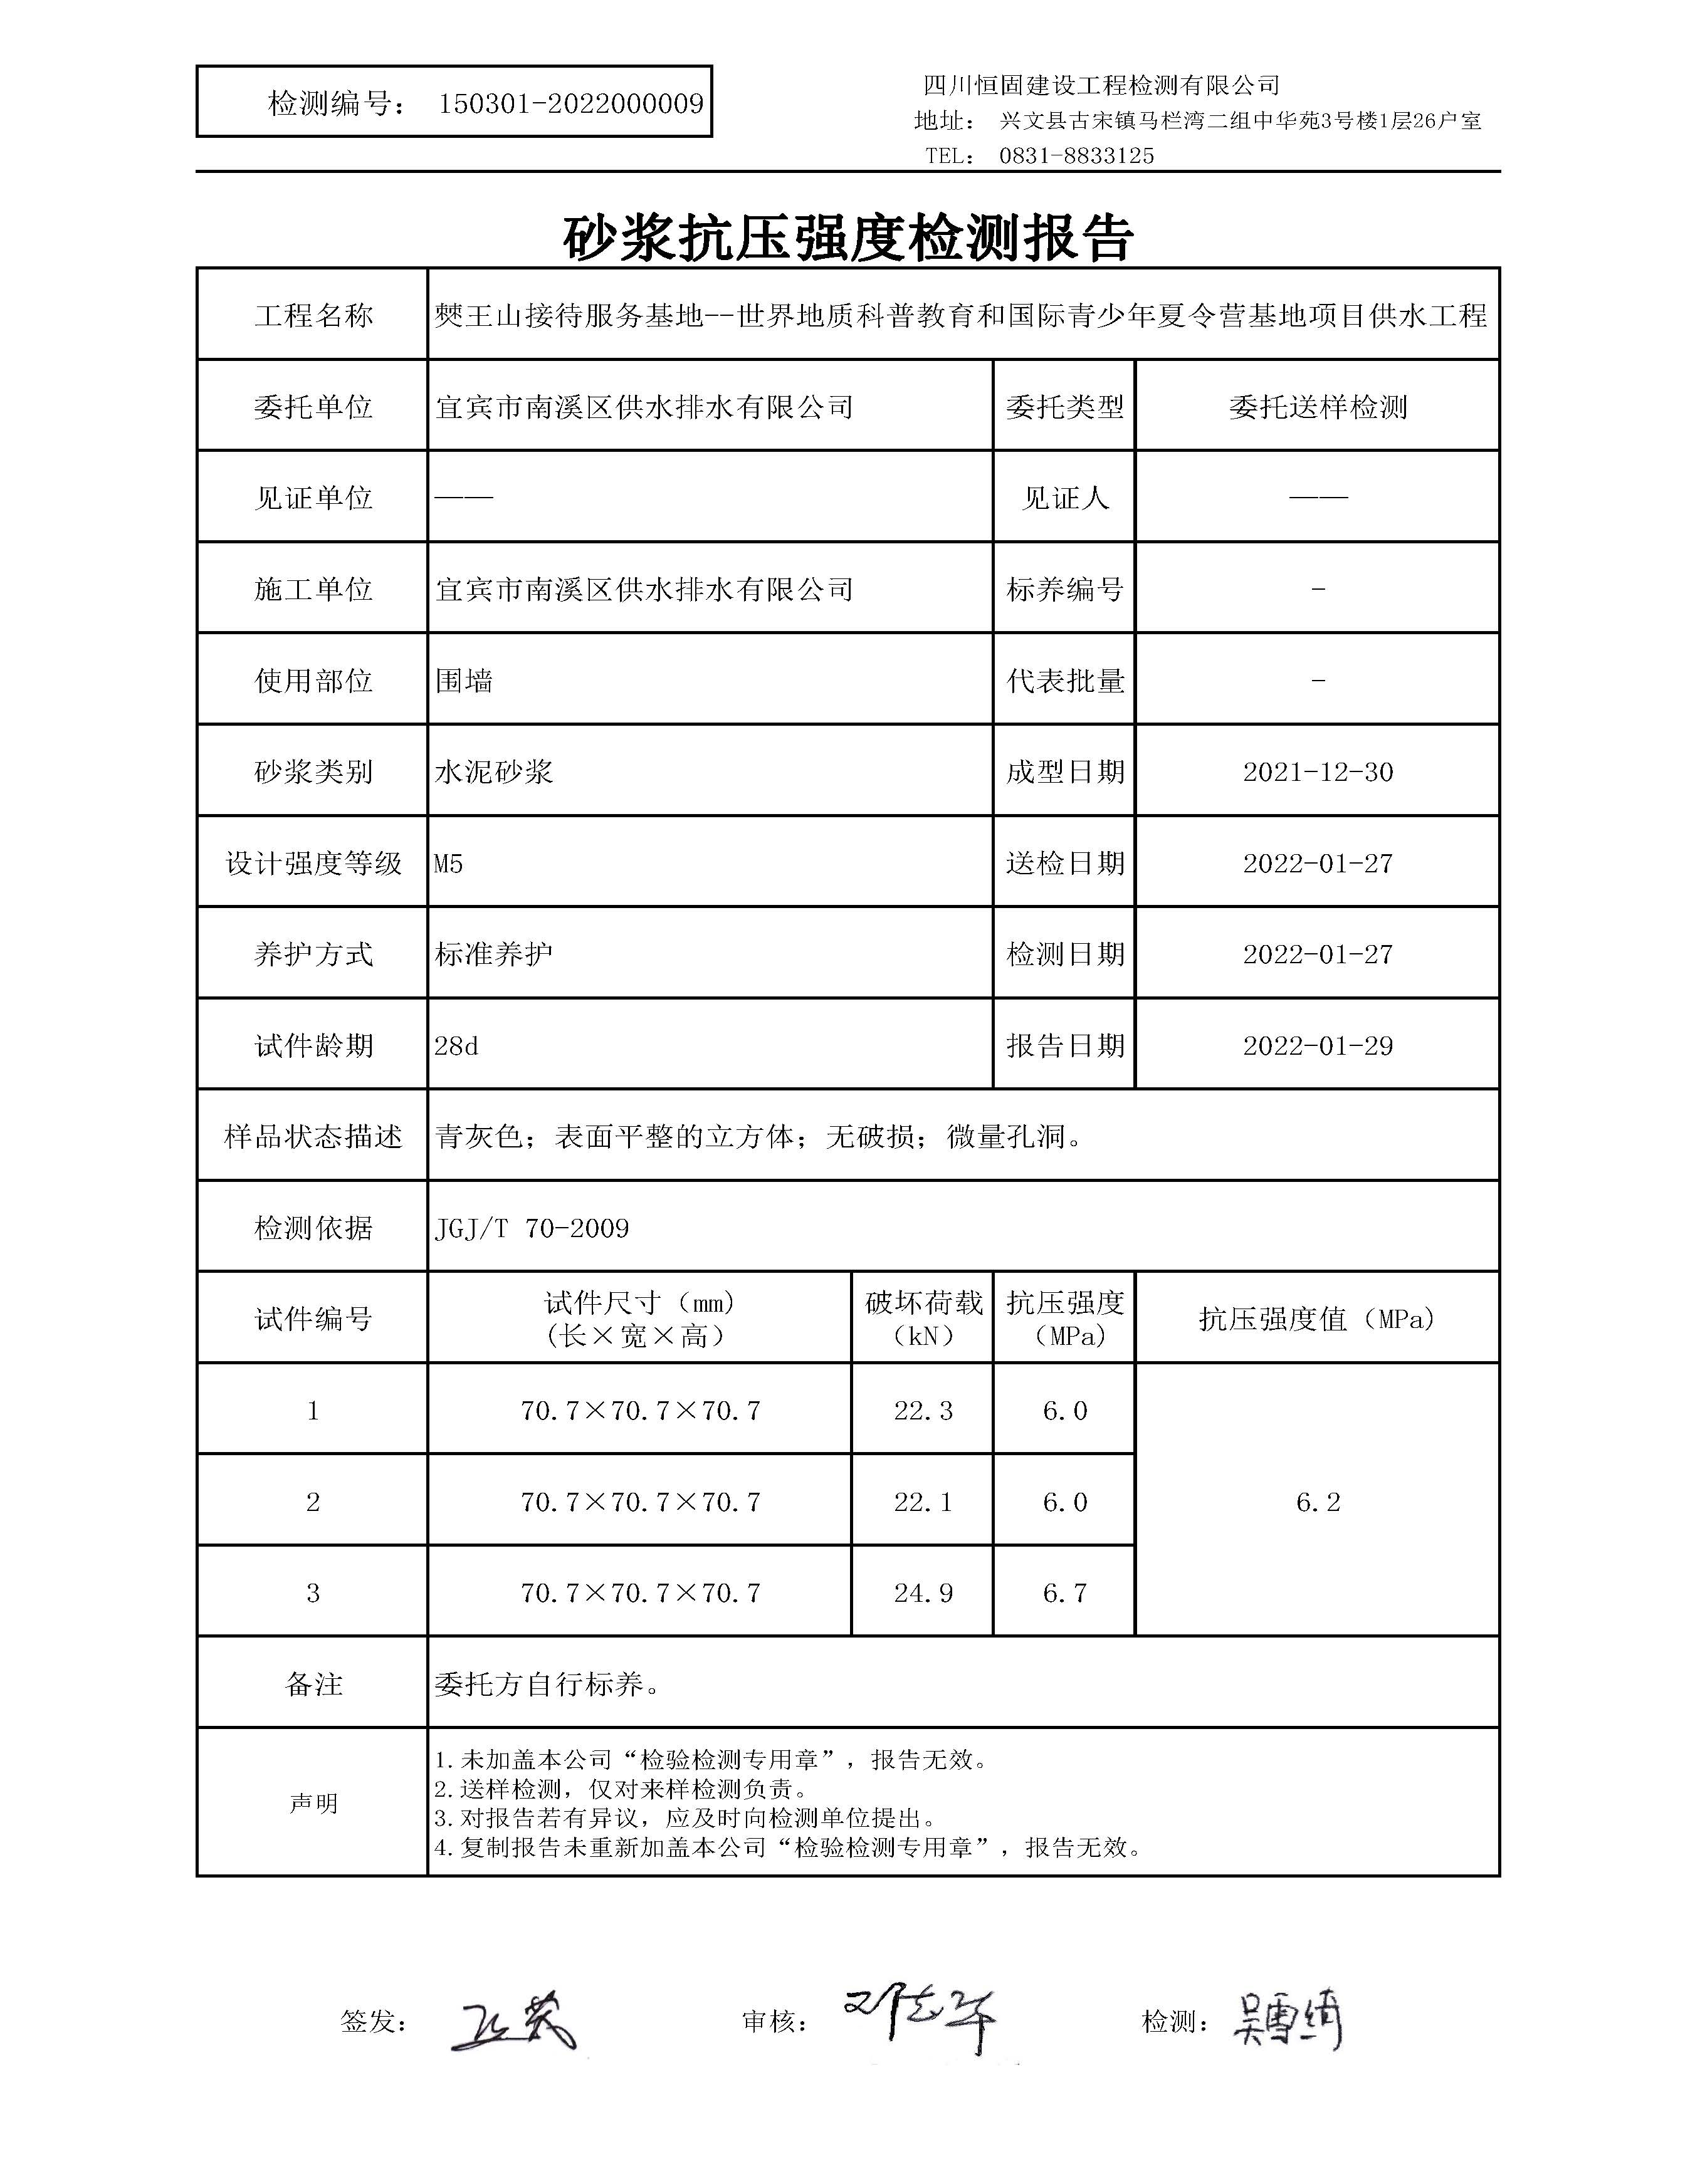 检测编号： 150301-2022000009
四川恒固建设工程检测有限公司
地址： 兴文县古宋镇马栏湾二组中华苑3号楼1层26户室
TEL： 0831-8833125
砂浆抗压强度检测报告
工程名称 僰王山接待服务基地--世界地质科普教育和国际青少年夏令营基地项目供水工程
委托单位 宜宾市南溪区供水排水有限公司 委托类型 委托送样检测
见证单位 —— 见证人 ——
施工单位 宜宾市南溪区供水排水有限公司 标养编号 -
使用部位 围墙 代表批量 -
砂浆类别 水泥砂浆 成型日期 2021-12-30
设计强度等级 M5 送检日期 2022-01-27
养护方式 标准养护 检测日期 2022-01-27
试件龄期 28d 报告日期 2022-01-29
样品状态描述 青灰色；表面平整的立方体；无破损；微量孔洞。
检测依据 JGJ/T 70-2009
试件编号 试件尺寸（mm) (长×宽×高） 破坏荷载 （kN） 抗压强度 （MPa) 抗压强度值（MPa)
1 70.7×70.7×70.7 22.3 6.0
2 70.7×70.7×70.7 22.1 6.0 6.2
3 70.7×70.7×70.7 24.9 6.7
备注 委托方自行标养。
声明
1.未加盖本公司“检验检测专用章”，报告无效。
2.送样检测，仅对来样检测负责。
3.对报告若有异议，应及时向检测单位提出。
4.复制报告未重新加盖本公司“检验检测专用章”，报告无效。
签发： 审核： 检测：吴雪绮